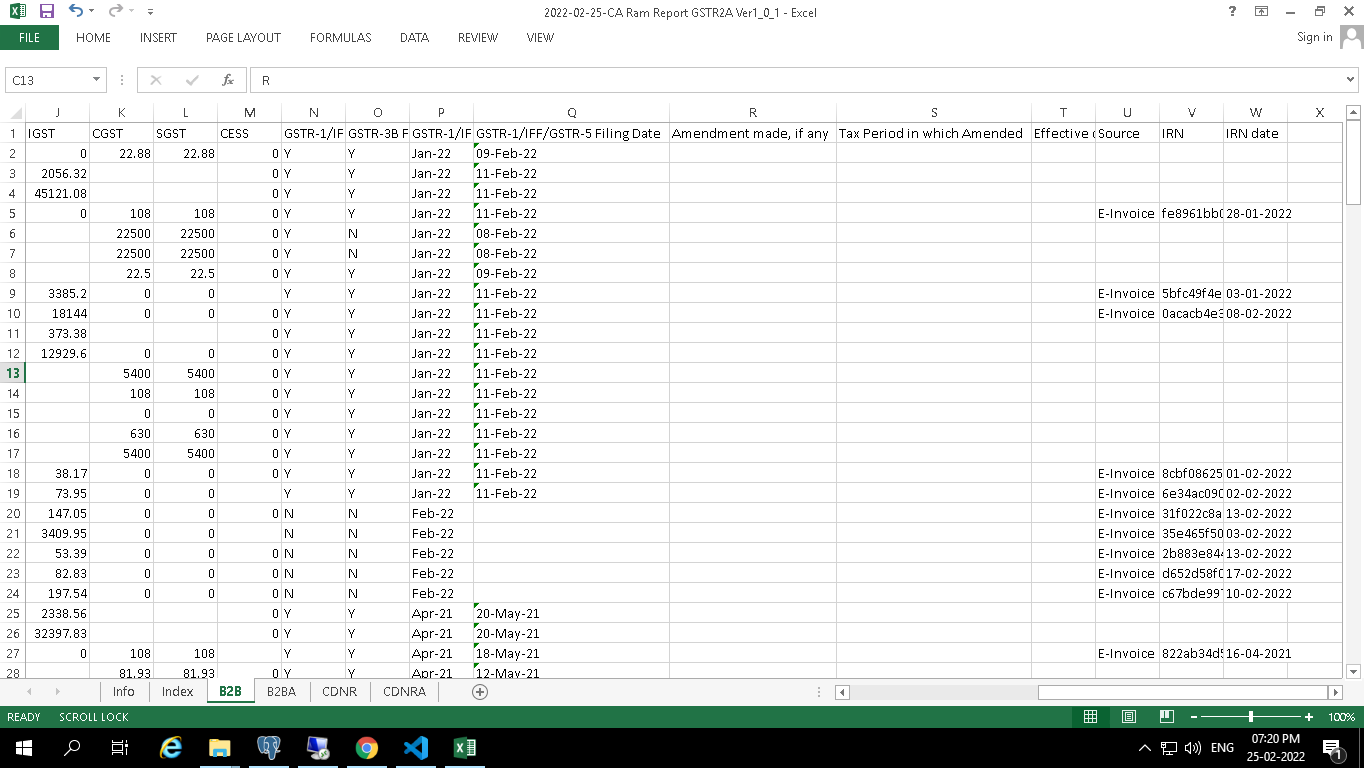 2022-02-25-CA Ram Report GSTR2A Ver1_0_1 - Excel
FILE HOME INSERT PAGE LAYOUT FORMULAS DATA REVIEW VIEW Sign in
C13 fx R
J K L M N O P Q R S T U V W X
1 IGST CGST SGST CESS GSTR-1/IF GSTR-3B F GSTR-1/IF GSTR-1/IFF/GSTR-5 Filing Date Amendment made, if any Tax Period in which Amended Effective Source IRN IRN date
2 0 22.88 22.88 0 Y Y Jan-22 09-Feb-22
3 2056.32 0 Y Y Jan-22 11-Feb-22
4 45121.08 0 Y Y Jan-22 11-Feb-22
5 0 108 108 0 Y Y Jan-22 11-Feb-22 E-Invoice fe8961bb0 28-01-2022
6 22500 22500 0 Y N Jan-22 08-Feb-22
7 22500 22500 0 Y N Jan-22 08-Feb-22
8 22.5 22.5 0 Y Y Jan-22 09-Feb-22
9 3385.2 0 0 Y Y Jan-22 11-Feb-22 E-Invoice 5bfc49f4e 03-01-2022
10 18144 0 0 0 Y Y Jan-22 11-Feb-22 E-Invoice 0acacb4e3 08-02-2022
11 373.38 0 Y Y Jan-22 11-Feb-22
12 12929.6 0 0 0 Y Y Jan-22 11-Feb-22
13 5400 5400 0 Y Y Jan-22 11-Feb-22
14 108 108 0 Y Y Jan-22 11-Feb-22
15 0 0 0 Y Y Jan-22 11-Feb-22
16 630 630 0 Y Y Jan-22 11-Feb-22
17 5400 5400 0 Y Y Jan-22 11-Feb-22
18 38.17 0 0 0 Y Y Jan-22 11-Feb-22 E-Invoice 8cbf08625 01-02-2022
19 73.95 0 0 Y Y Jan-22 11-Feb-22 E-Invoice 6e34ac090 02-02-2022
20 147.05 0 0 0 N N Feb-22 E-Invoice 31f022c8a 13-02-2022
21 3409.95 0 0 N N Feb-22 E-Invoice 35e465f50 03-02-2022
22 53.39 0 0 0 N N Feb-22 E-Invoice 2b883e844 13-02-2022
23 82.83 0 0 0 N N Feb-22 E-Invoice d652d58f0 17-02-2022
24 197.54 0 0 0 N N Feb-22 E-Invoice c67bde997 10-02-2022
25 2338.56 0 Y Y Apr-21 20-May-21
26 32397.83 0 Y Y Apr-21 20-May-21
27 0 108 108 Y Y Apr-21 18-May-21 E-Invoice 822ab34d5 16-04-2021
28 81.93 81.93 0 Y Y Apr-21 12-May-21
Info Index B2B B2BA CDNR CDNRA
READY SCROLL LOCK 100%
ENG 07:20 PM
25-02-2022 1